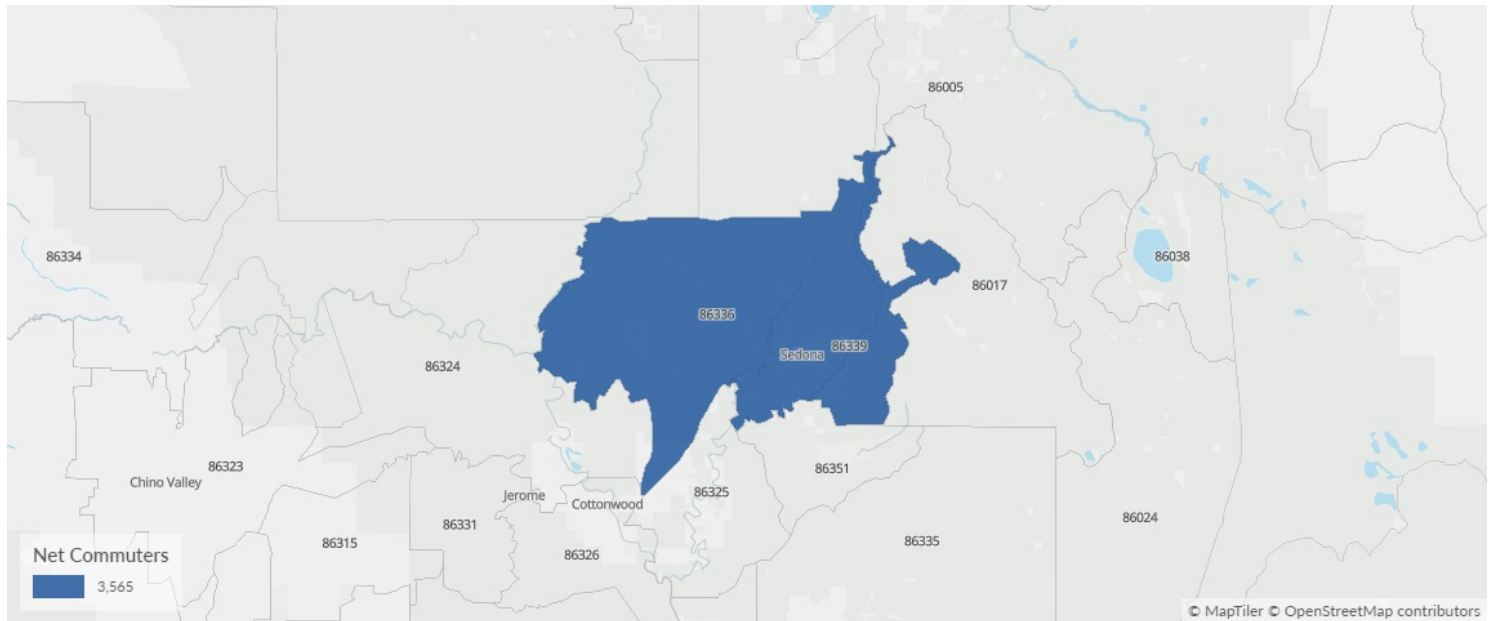 86005
86334
86038
86017
86336
86339
Sedona
86324
86323
Chino Valley
86351
86325
Jerome
Cottonwood
86024
86331
86315
86326
86335
Net Commuters
3,565
© MapTiler © OpenStreetMap contributors